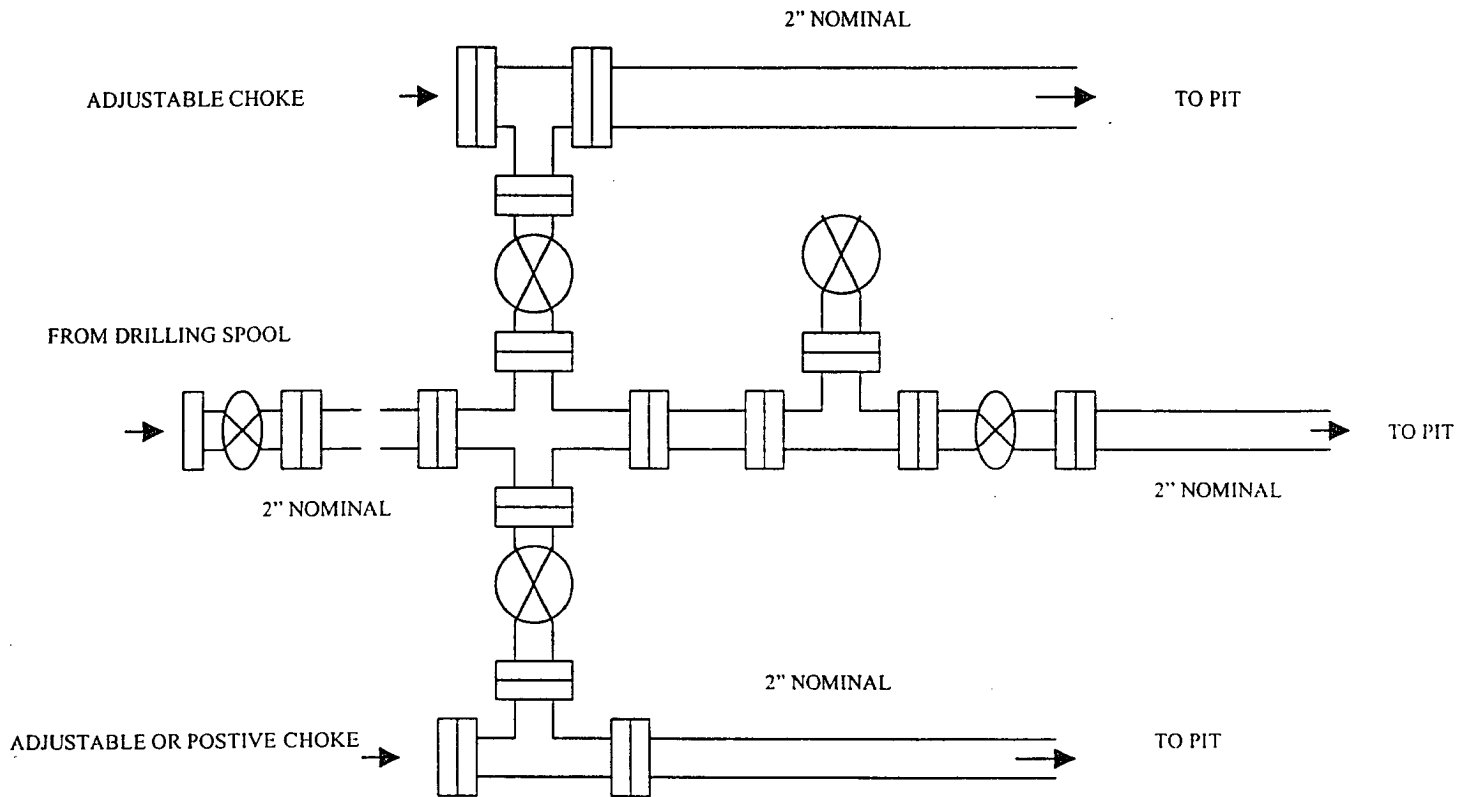 2” NOMINAL
ADJUSTABLE CHOKE
TO PIT
FROM DRILLING SPOOL
TO PIT
2” NOMINAL
2” NOMINAL
2” NOMINAL
ADJUSTABLE OR POSTIVE CHOKE
TO PIT